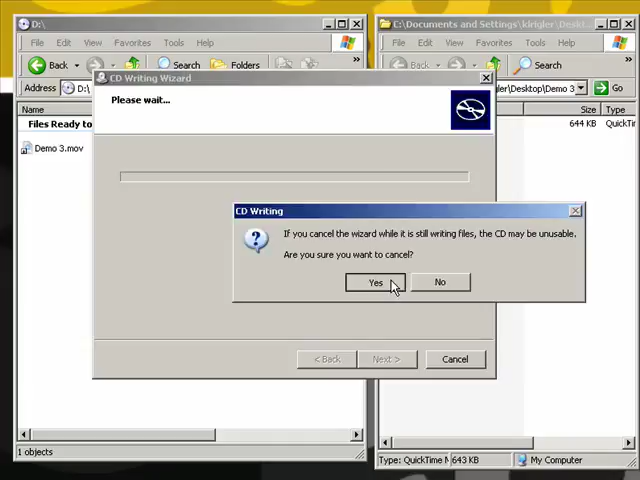 D:\
File Edit View Favorites Tools Help
Back Search Folders
Address D:\
Name
Files Ready to
Demo 3.mov
1 objects
C:\Documents and Settings\klrigler\Deskt
File Edit View Favorites Tools Help
Back Search
gler\Desktop\Demo 3 Go
Size Type
644 KB QuickTim
Type: QuickTime M 643 KB My Computer
CD Writing Wizard
Please wait...
< Back Next > Cancel
CD Writing
If you cancel the wizard while it is still writing files, the CD may be unusable.
Are you sure you want to cancel?
Yes No